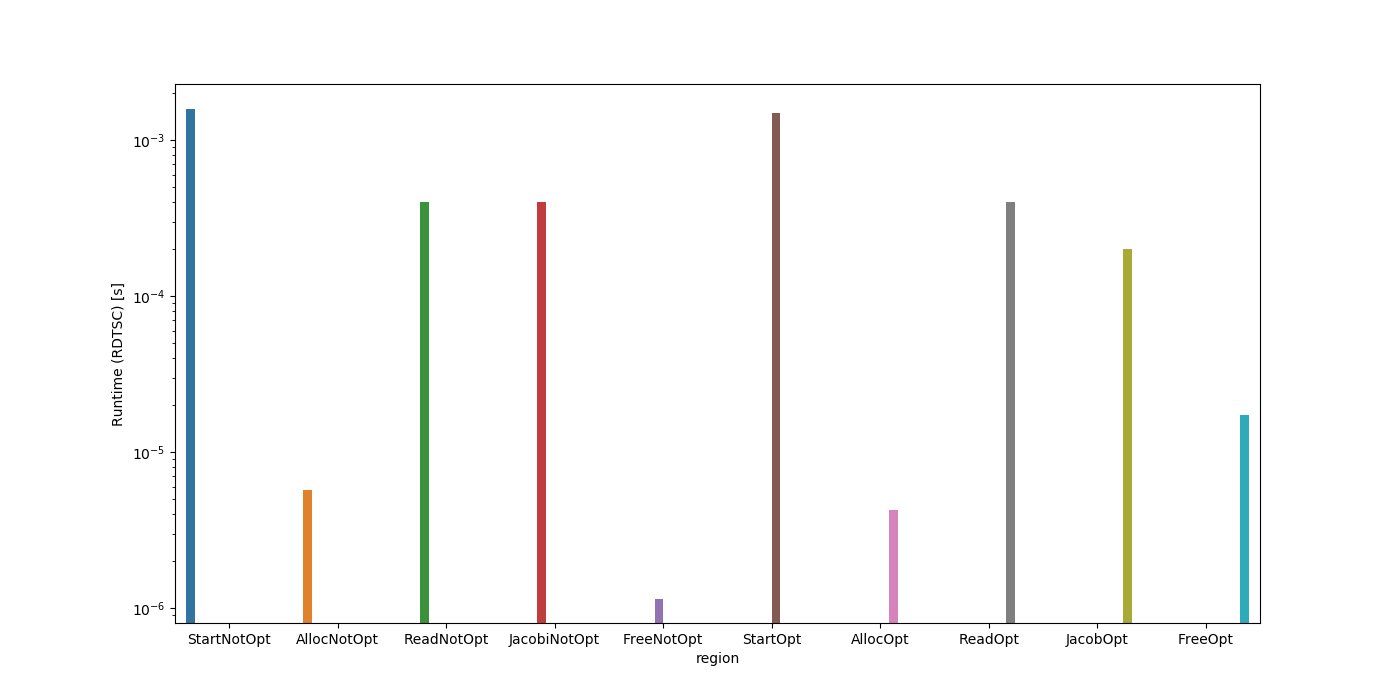 10⁻³
10⁻⁴
10⁻⁵
10⁻⁶
Runtime (RDTSC) [s]
StartNotOpt AllocNotOpt ReadNotOpt JacobiNotOpt FreeNotOpt StartOpt AllocOpt ReadOpt JacobOpt FreeOpt
region